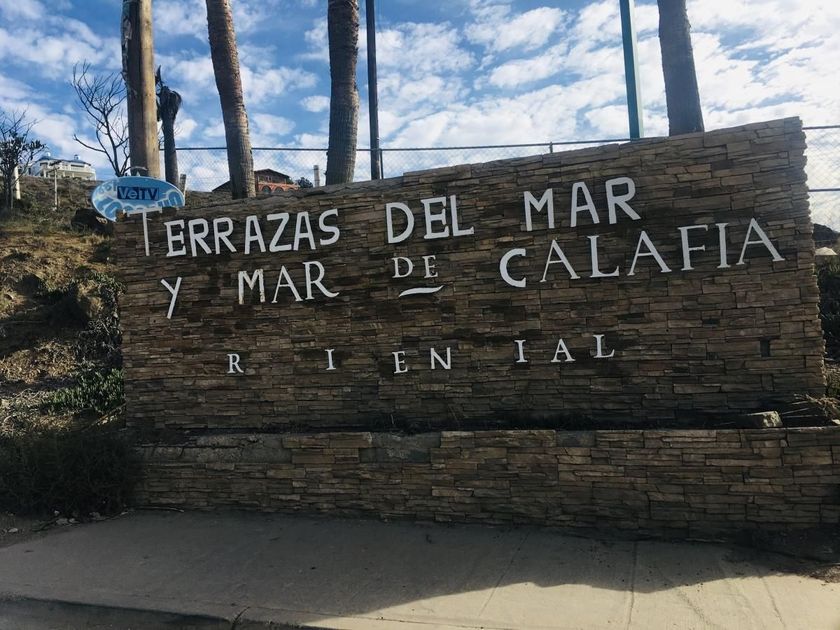 VeTV
TERRAZAS DEL MAR
Y MAR DE CALAFIA
R I EN IAL